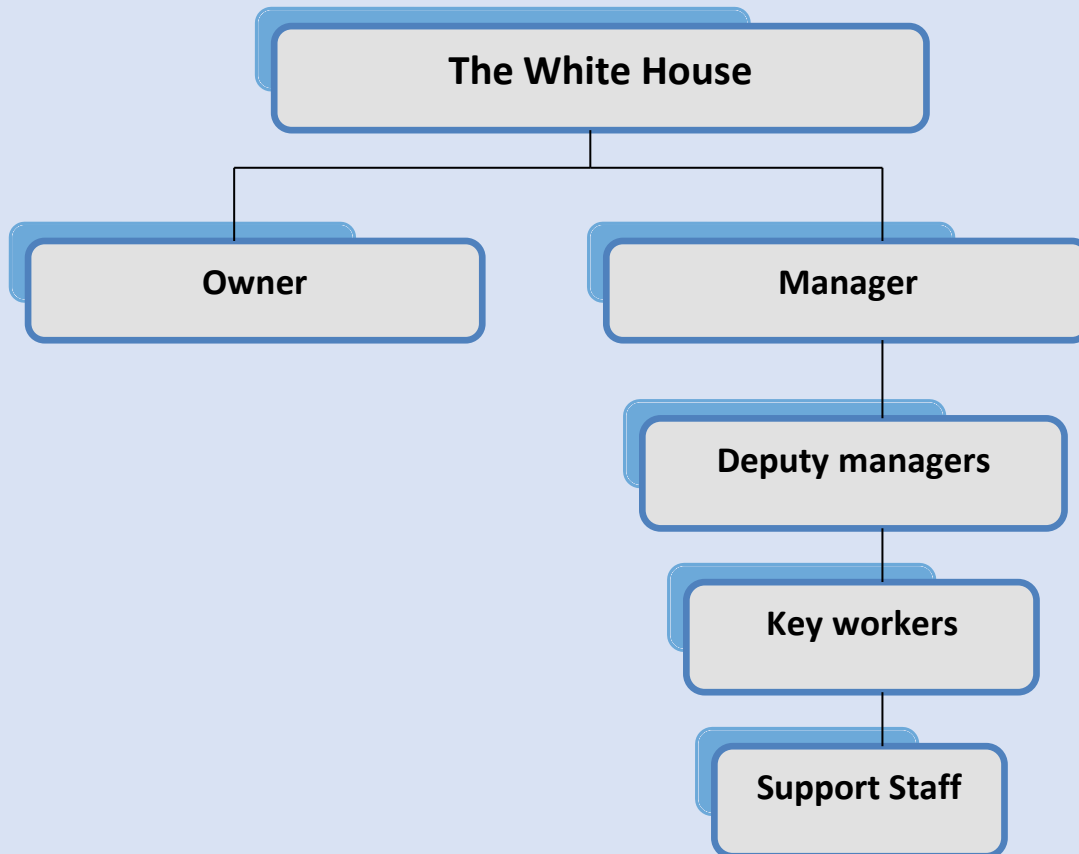 The White House
Owner
Manager
Deputy managers
Key workers
Support Staff